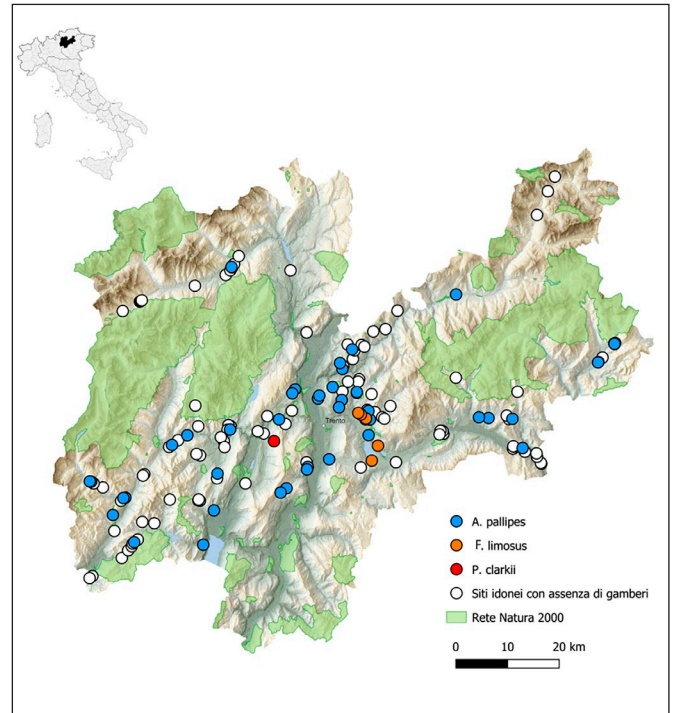 Trento
A. pallipes
F. limosus
P. clarkii
Siti idonei con assenza di gamberi
Rete Natura 2000
0 10 20 km